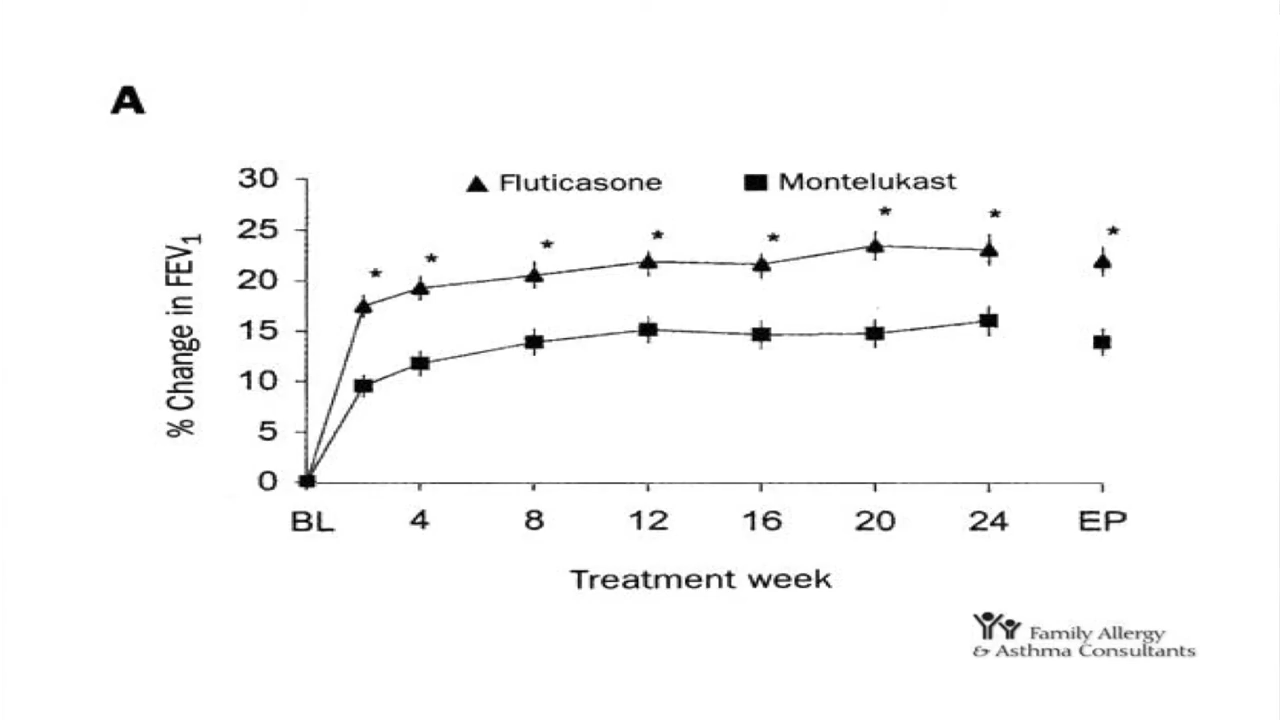 A
30
▲ Fluticasone ■ Montelukast
25
20
15
10
5
0
% Change in FEV₁
* * * * * * * *
BL 4 8 12 16 20 24 EP
Treatment week
Family Allergy
& Asthma Consultants